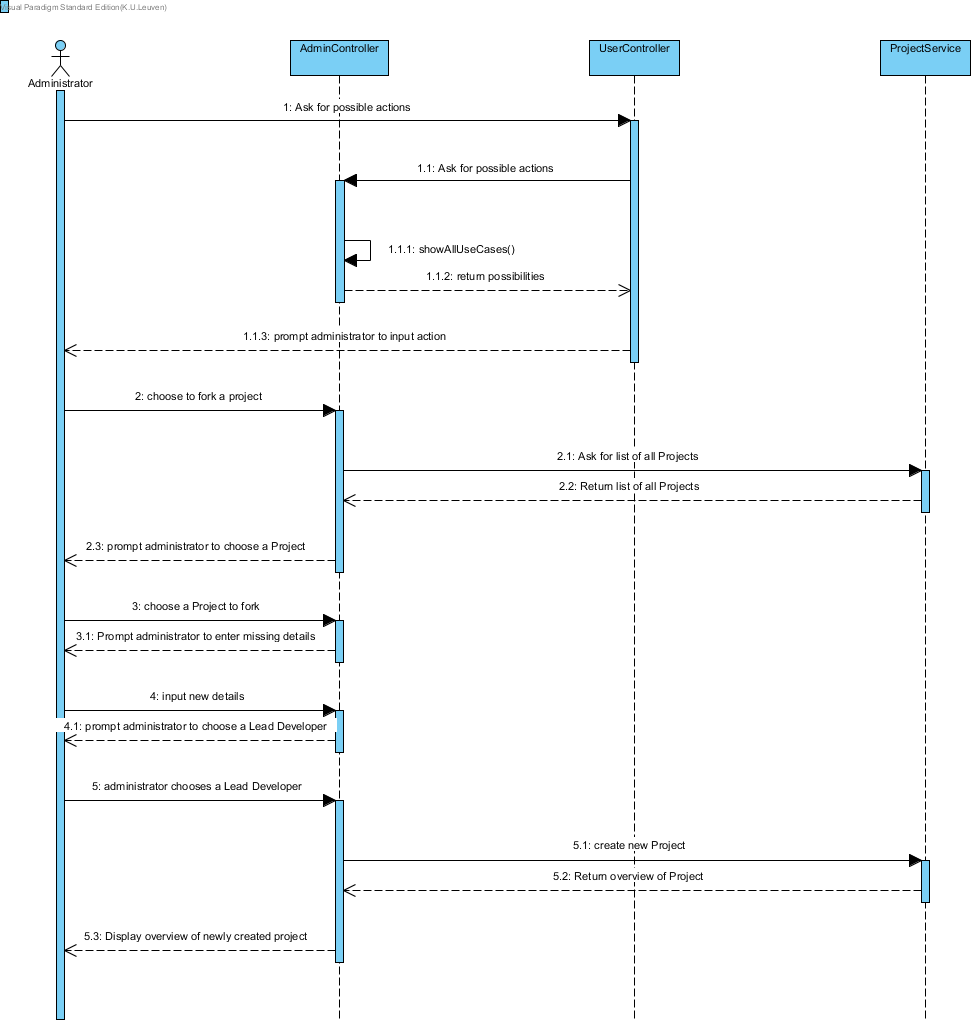 Visual Paradigm Standard Edition(K.U.Leuven)
AdminController
UserController
ProjectService
Administrator
1: Ask for possible actions
1.1: Ask for possible actions
1.1.1: showAllUseCases()
1.1.2: return possibilities
1.1.3: prompt administrator to input action
2: choose to fork a project
2.1: Ask for list of all Projects
2.2: Return list of all Projects
2.3: prompt administrator to choose a Project
3: choose a Project to fork
3.1: Prompt administrator to enter missing details
4: input new details
4.1: prompt administrator to choose a Lead Developer
5: administrator chooses a Lead Developer
5.1: create new Project
5.2: Return overview of Project
5.3: Display overview of newly created project